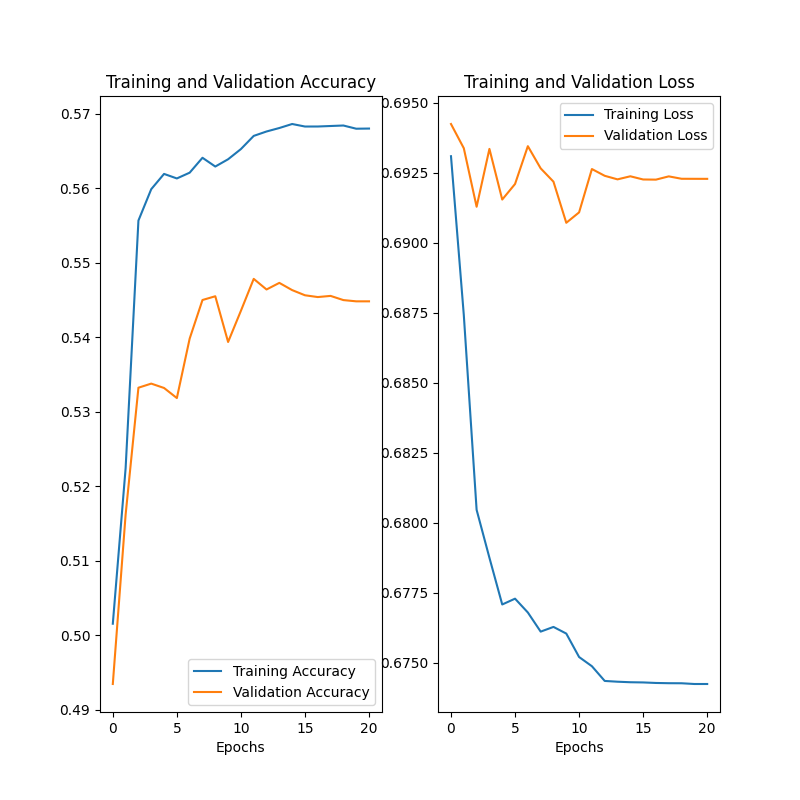 Training and Validation Accuracy
0.57
0.56
0.55
0.54
0.53
0.52
0.51
0.50
0.49
Training Accuracy
Validation Accuracy
0 5 10 15 20
Epochs
Training and Validation Loss
0.6950
0.6925
0.6900
0.6875
0.6850
0.6825
0.6800
0.6775
0.6750
Training Loss
Validation Loss
0 5 10 15 20
Epochs